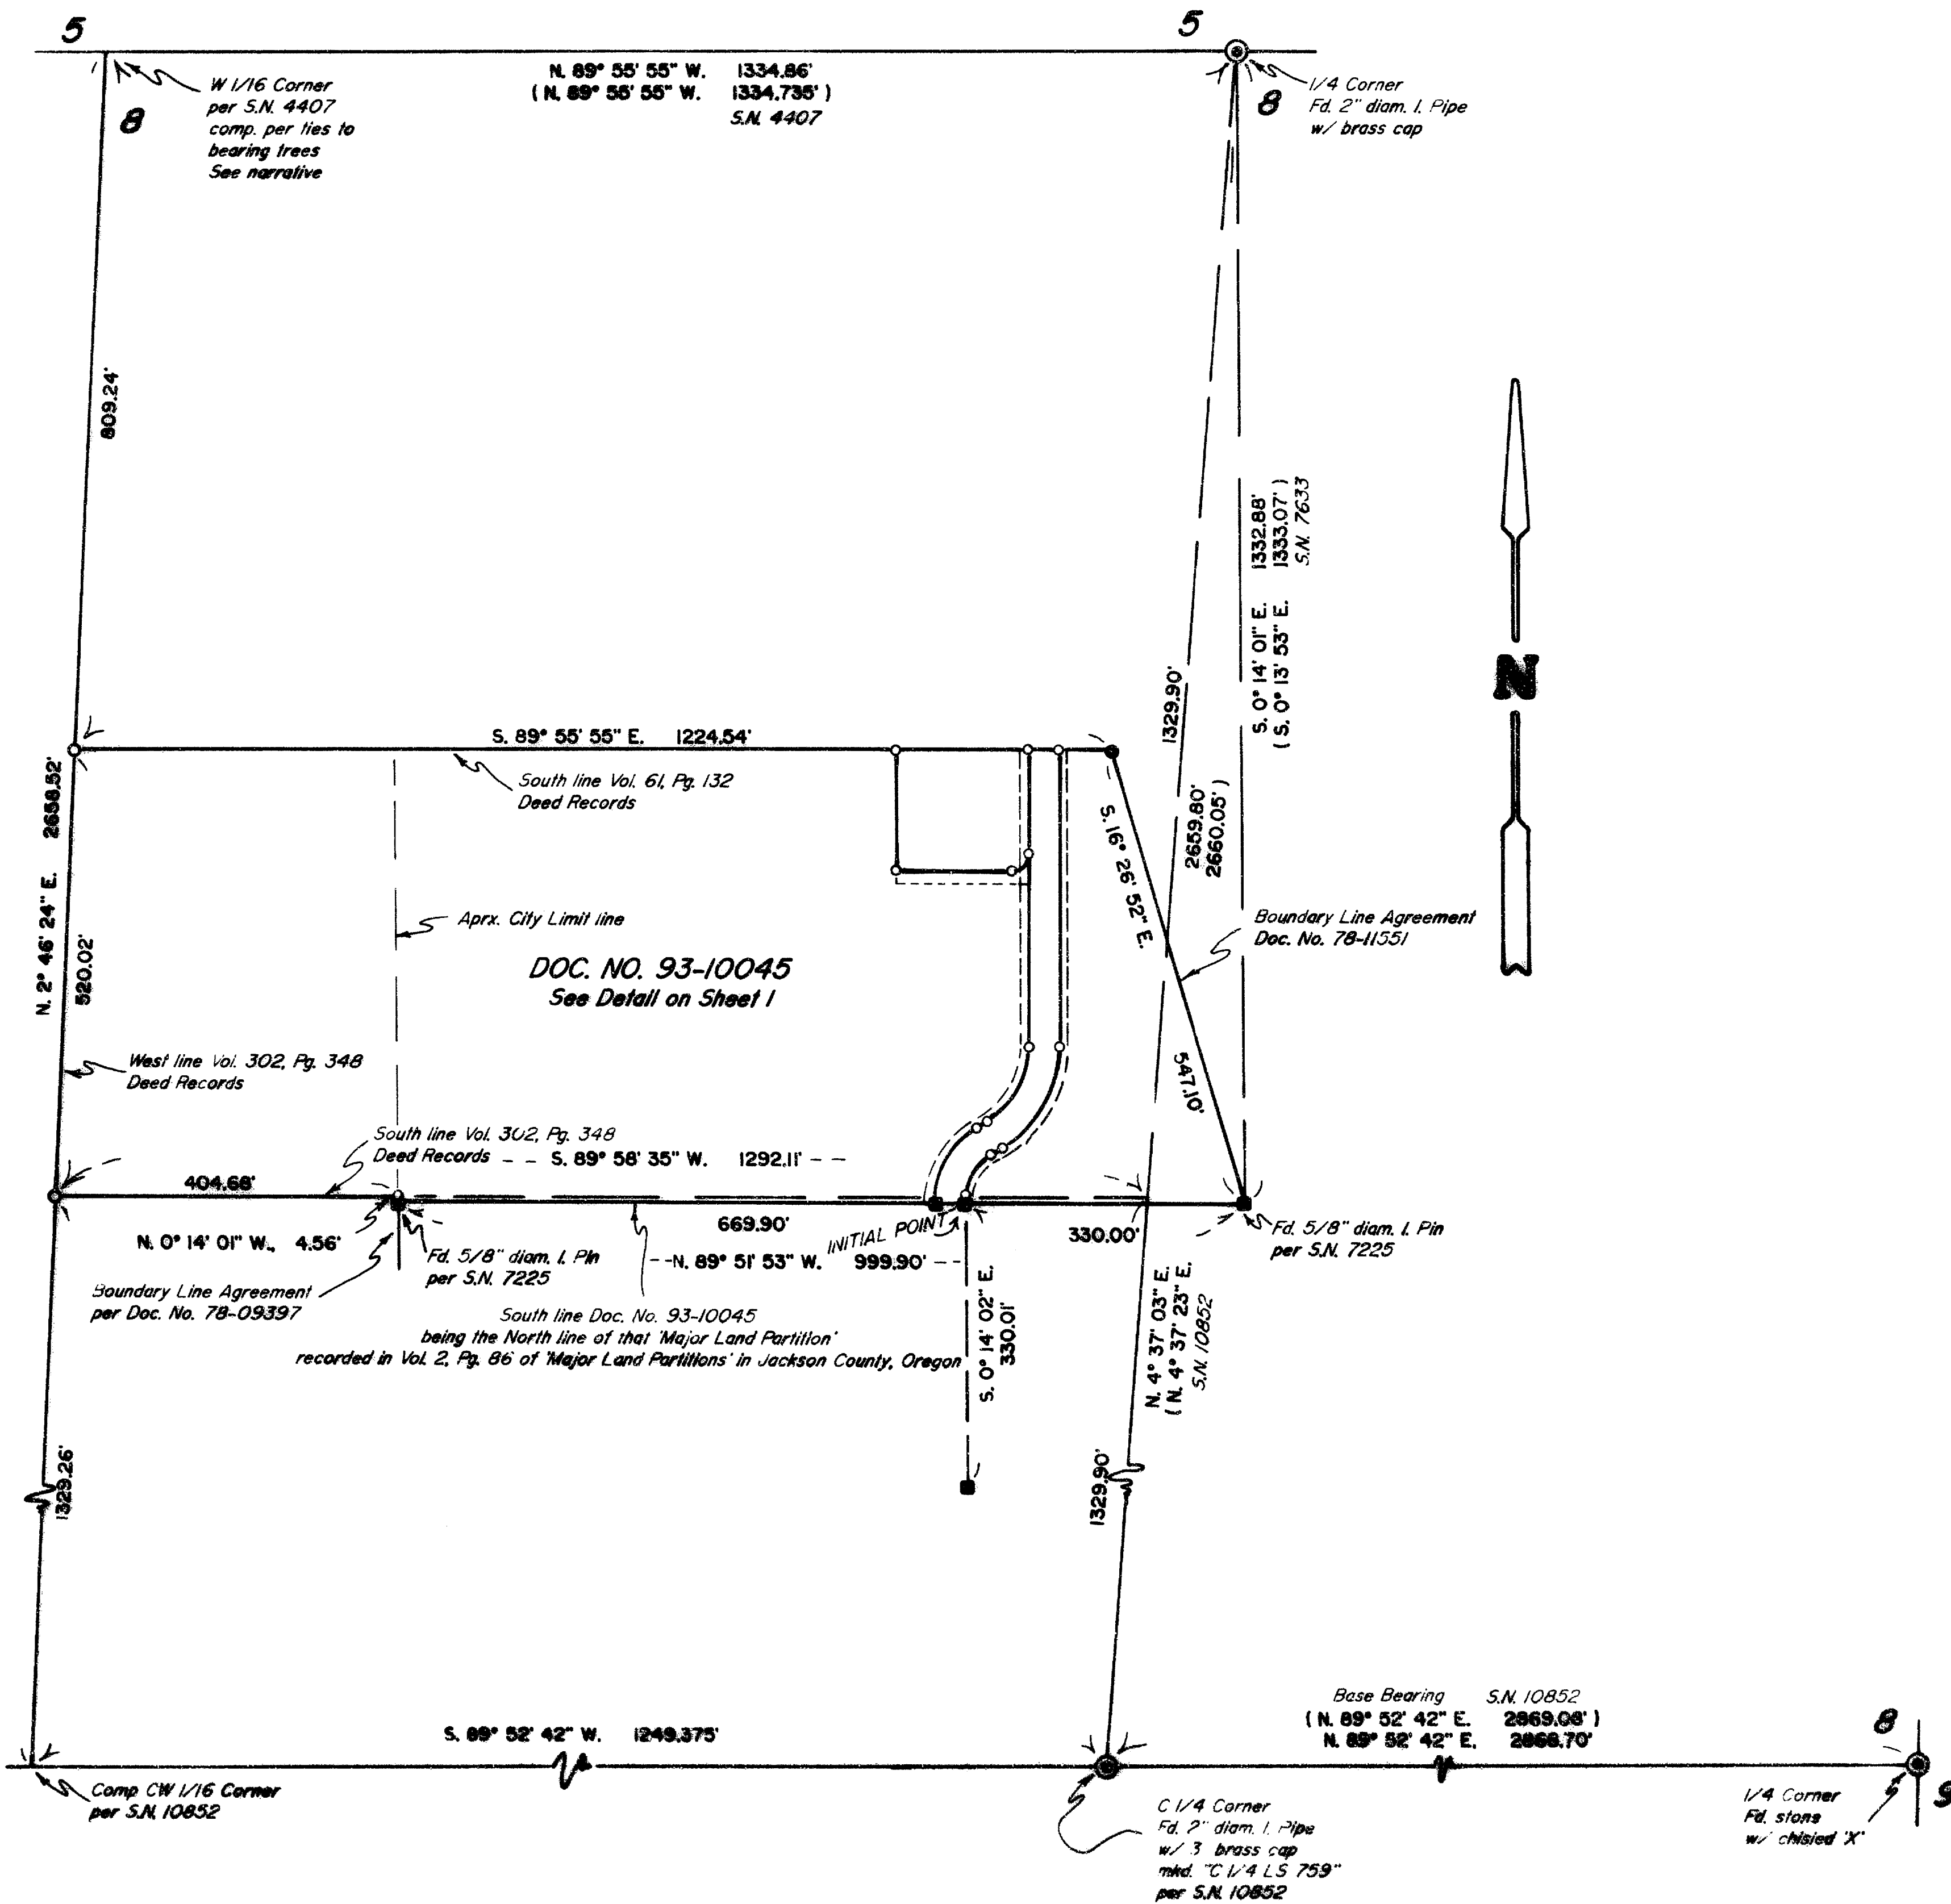 5
5
N. 89° 55' 55" W. 1334.86'
( N. 89° 55' 55" W. 1334.735' )
S.N. 4407
W 1/16 Corner
per S.N. 4407
comp. per ties to
bearing trees
See narrative
8
8
1/4 Corner
Fd. 2" diam. I. Pipe
w/ brass cap
809.24'
S. 0° 14' 01" E. 1332.88'
( S. 0° 13' 53" E. 1333.07' )
S.N. 7633
N
1329.90'
2659.80'
2660.05' )
S. 89° 55' 55" E. 1224.54'
South line Vol. 61, Pg. 132
Deed Records
N. 2° 46' 24" E. 2658.52'
520.02'
S. 16° 26' 52" E.
547.10'
Aprx. City Limit line
Boundary Line Agreement
Doc. No. 78-11551
DOC. NO. 93-10045
See Detail on Sheet 1
West line Vol. 302, Pg. 348
Deed Records
South line Vol. 302, Pg. 348
Deed Records
S. 89° 58' 35" W. 1292.11'
404.68'
669.90'
INITIAL POINT
330.00'
N. 0° 14' 01" W., 4.56'
Fd. 5/8" diam. I. Pin
per S.N. 7225
N. 89° 51' 53" W. 999.90'
Fd. 5/8" diam. I. Pin
per S.N. 7225
Boundary Line Agreement
per Doc. No. 78-09397
South line Doc. No. 93-10045
being the North line of that 'Major Land Partition'
recorded in Vol. 2, Pg. 86 of 'Major Land Partitions' in Jackson County, Oregon
S. 0° 14' 02" E.
330.01'
N. 4° 37' 03" E.
( N. 4° 37' 23" E.
S.N. 10852
1329.26'
1329.90'
S. 89° 52' 42" W. 1249.375'
Base Bearing S.N. 10852
( N. 89° 52' 42" E. 2869.08' )
N. 89° 52' 42" E. 2868.70'
8
9
Comp CW 1/16 Corner
per S.N. 10852
C 1/4 Corner
Fd. 2" diam. I. Pipe
w/ 3 brass cap
mkd. "C 1/4 LS 759"
per S.N. 10852
1/4 Corner
Fd. stone
w/ chisled 'X'